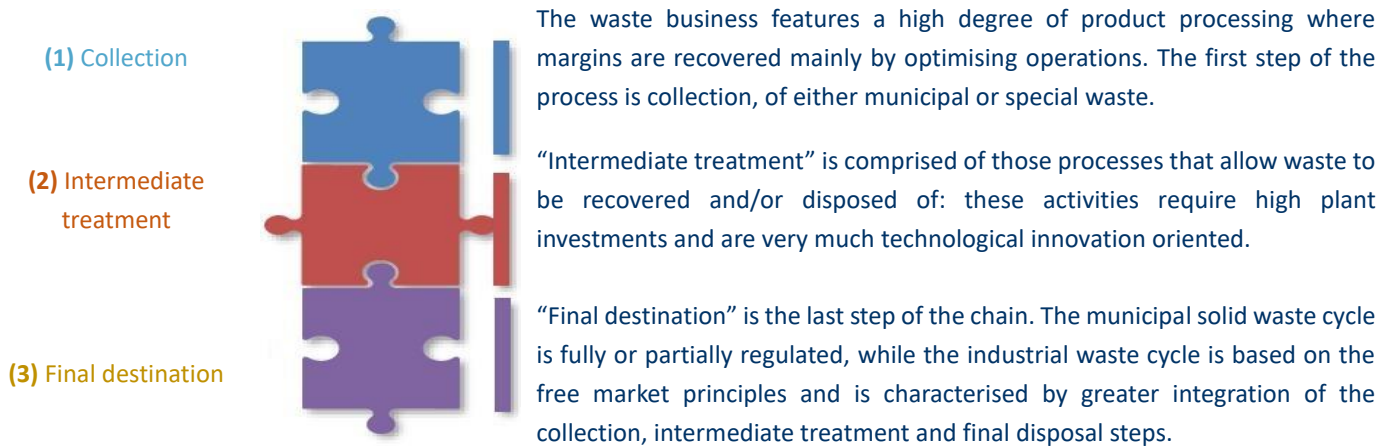 (1) Collection
The waste business features a high degree of product processing where
margins are recovered mainly by optimising operations. The first step of the
process is collection, of either municipal or special waste.
(2) Intermediate
treatment
“Intermediate treatment” is comprised of those processes that allow waste to
be recovered and/or disposed of: these activities require high plant
investments and are very much technological innovation oriented.
(3) Final destination
“Final destination” is the last step of the chain. The municipal solid waste cycle
is fully or partially regulated, while the industrial waste cycle is based on the
free market principles and is characterised by greater integration of the
collection, intermediate treatment and final disposal steps.